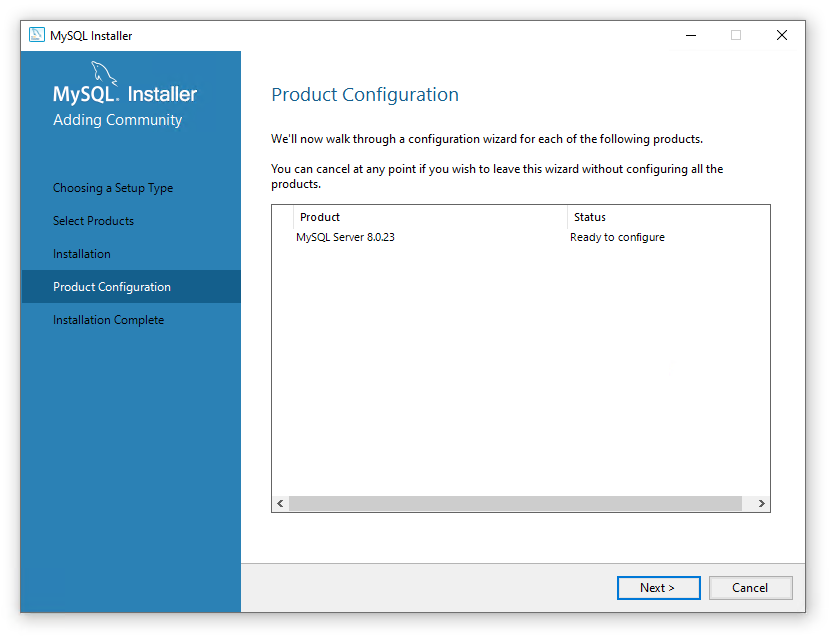 MySQL Installer
MySQL. Installer
Adding Community
Choosing a Setup Type
Select Products
Installation
Product Configuration
Installation Complete
Product Configuration
We'll now walk through a configuration wizard for each of the following products.
You can cancel at any point if you wish to leave this wizard without configuring all the
products.
Product Status
MySQL Server 8.0.23 Ready to configure
Next > Cancel